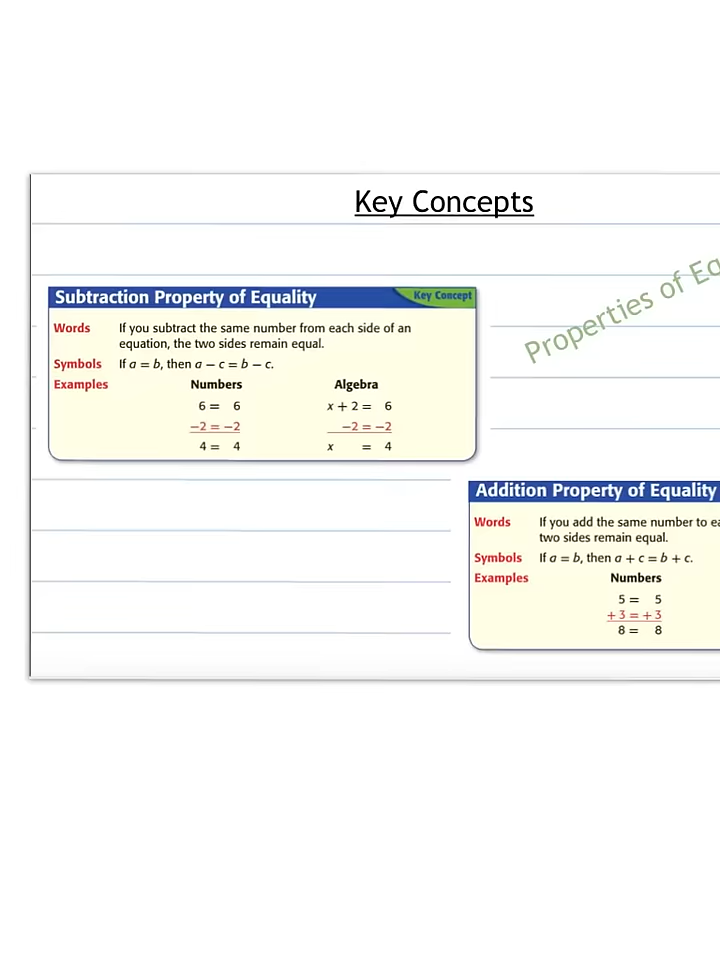 Key Concepts
Properties of
Subtraction Property of Equality
Key Concept
Words If you subtract the same number from each side of an
equation, the two sides remain equal.
Symbols If a = b, then a − c = b − c.
Examples Numbers Algebra
6 = 6 x + 2 = 6
−2 = −2 −2 = −2
4 = 4 x = 4
Addition Property of Equality
Words If you add the same number to
two sides remain equal.
Symbols If a = b, then a + c = b + c.
Examples Numbers
5 = 5
+ 3 = + 3
8 = 8